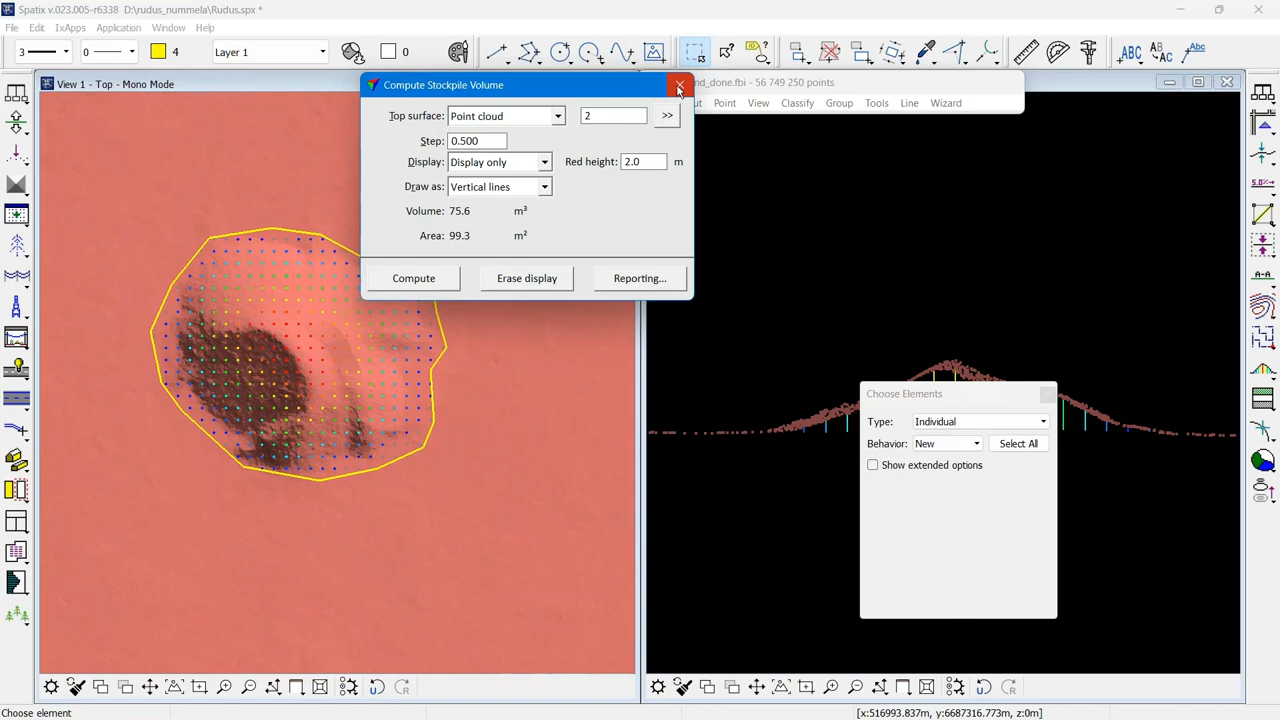 Spatix v.023.005-r6338 D:\rudus_nummela\Rudus.spx *
File Edit IxApps Application Window Help
3 0 4 Layer 1 0 ABC
View 1 - Top - Mono Mode
nd_done.fbi - 56 749 250 points
ut Point View Classify Group Tools Line Wizard
Compute Stockpile Volume
Top surface: Point cloud 2 >>
Step: 0.500
Display: Display only Red height: 2.0 m
Draw as: Vertical lines
Volume: 75.6 m³
Area: 99.3 m²
Compute Erase display Reporting...
Choose Elements
Type: Individual
Behavior: New Select All
Show extended options
Choose element [x:516993.837m, y:6687316.773m, z:0m]